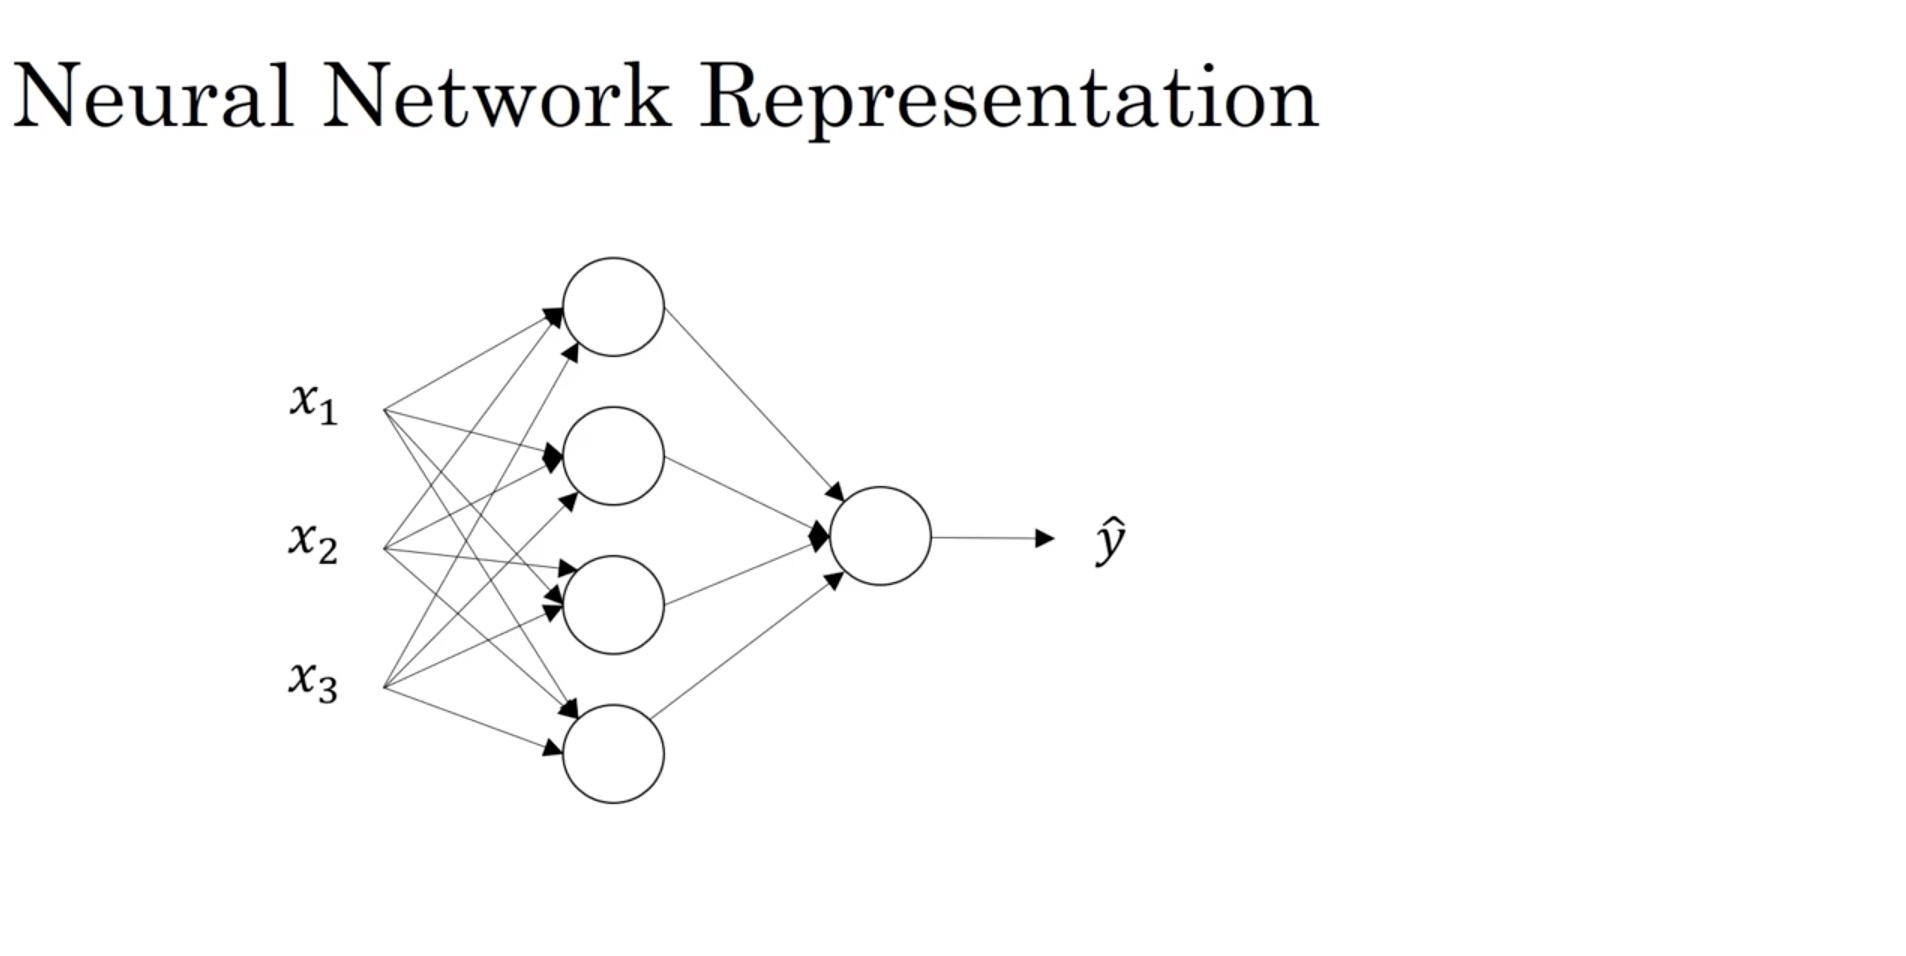 Neural Network Representation
x₁
x₂
ŷ
x₃